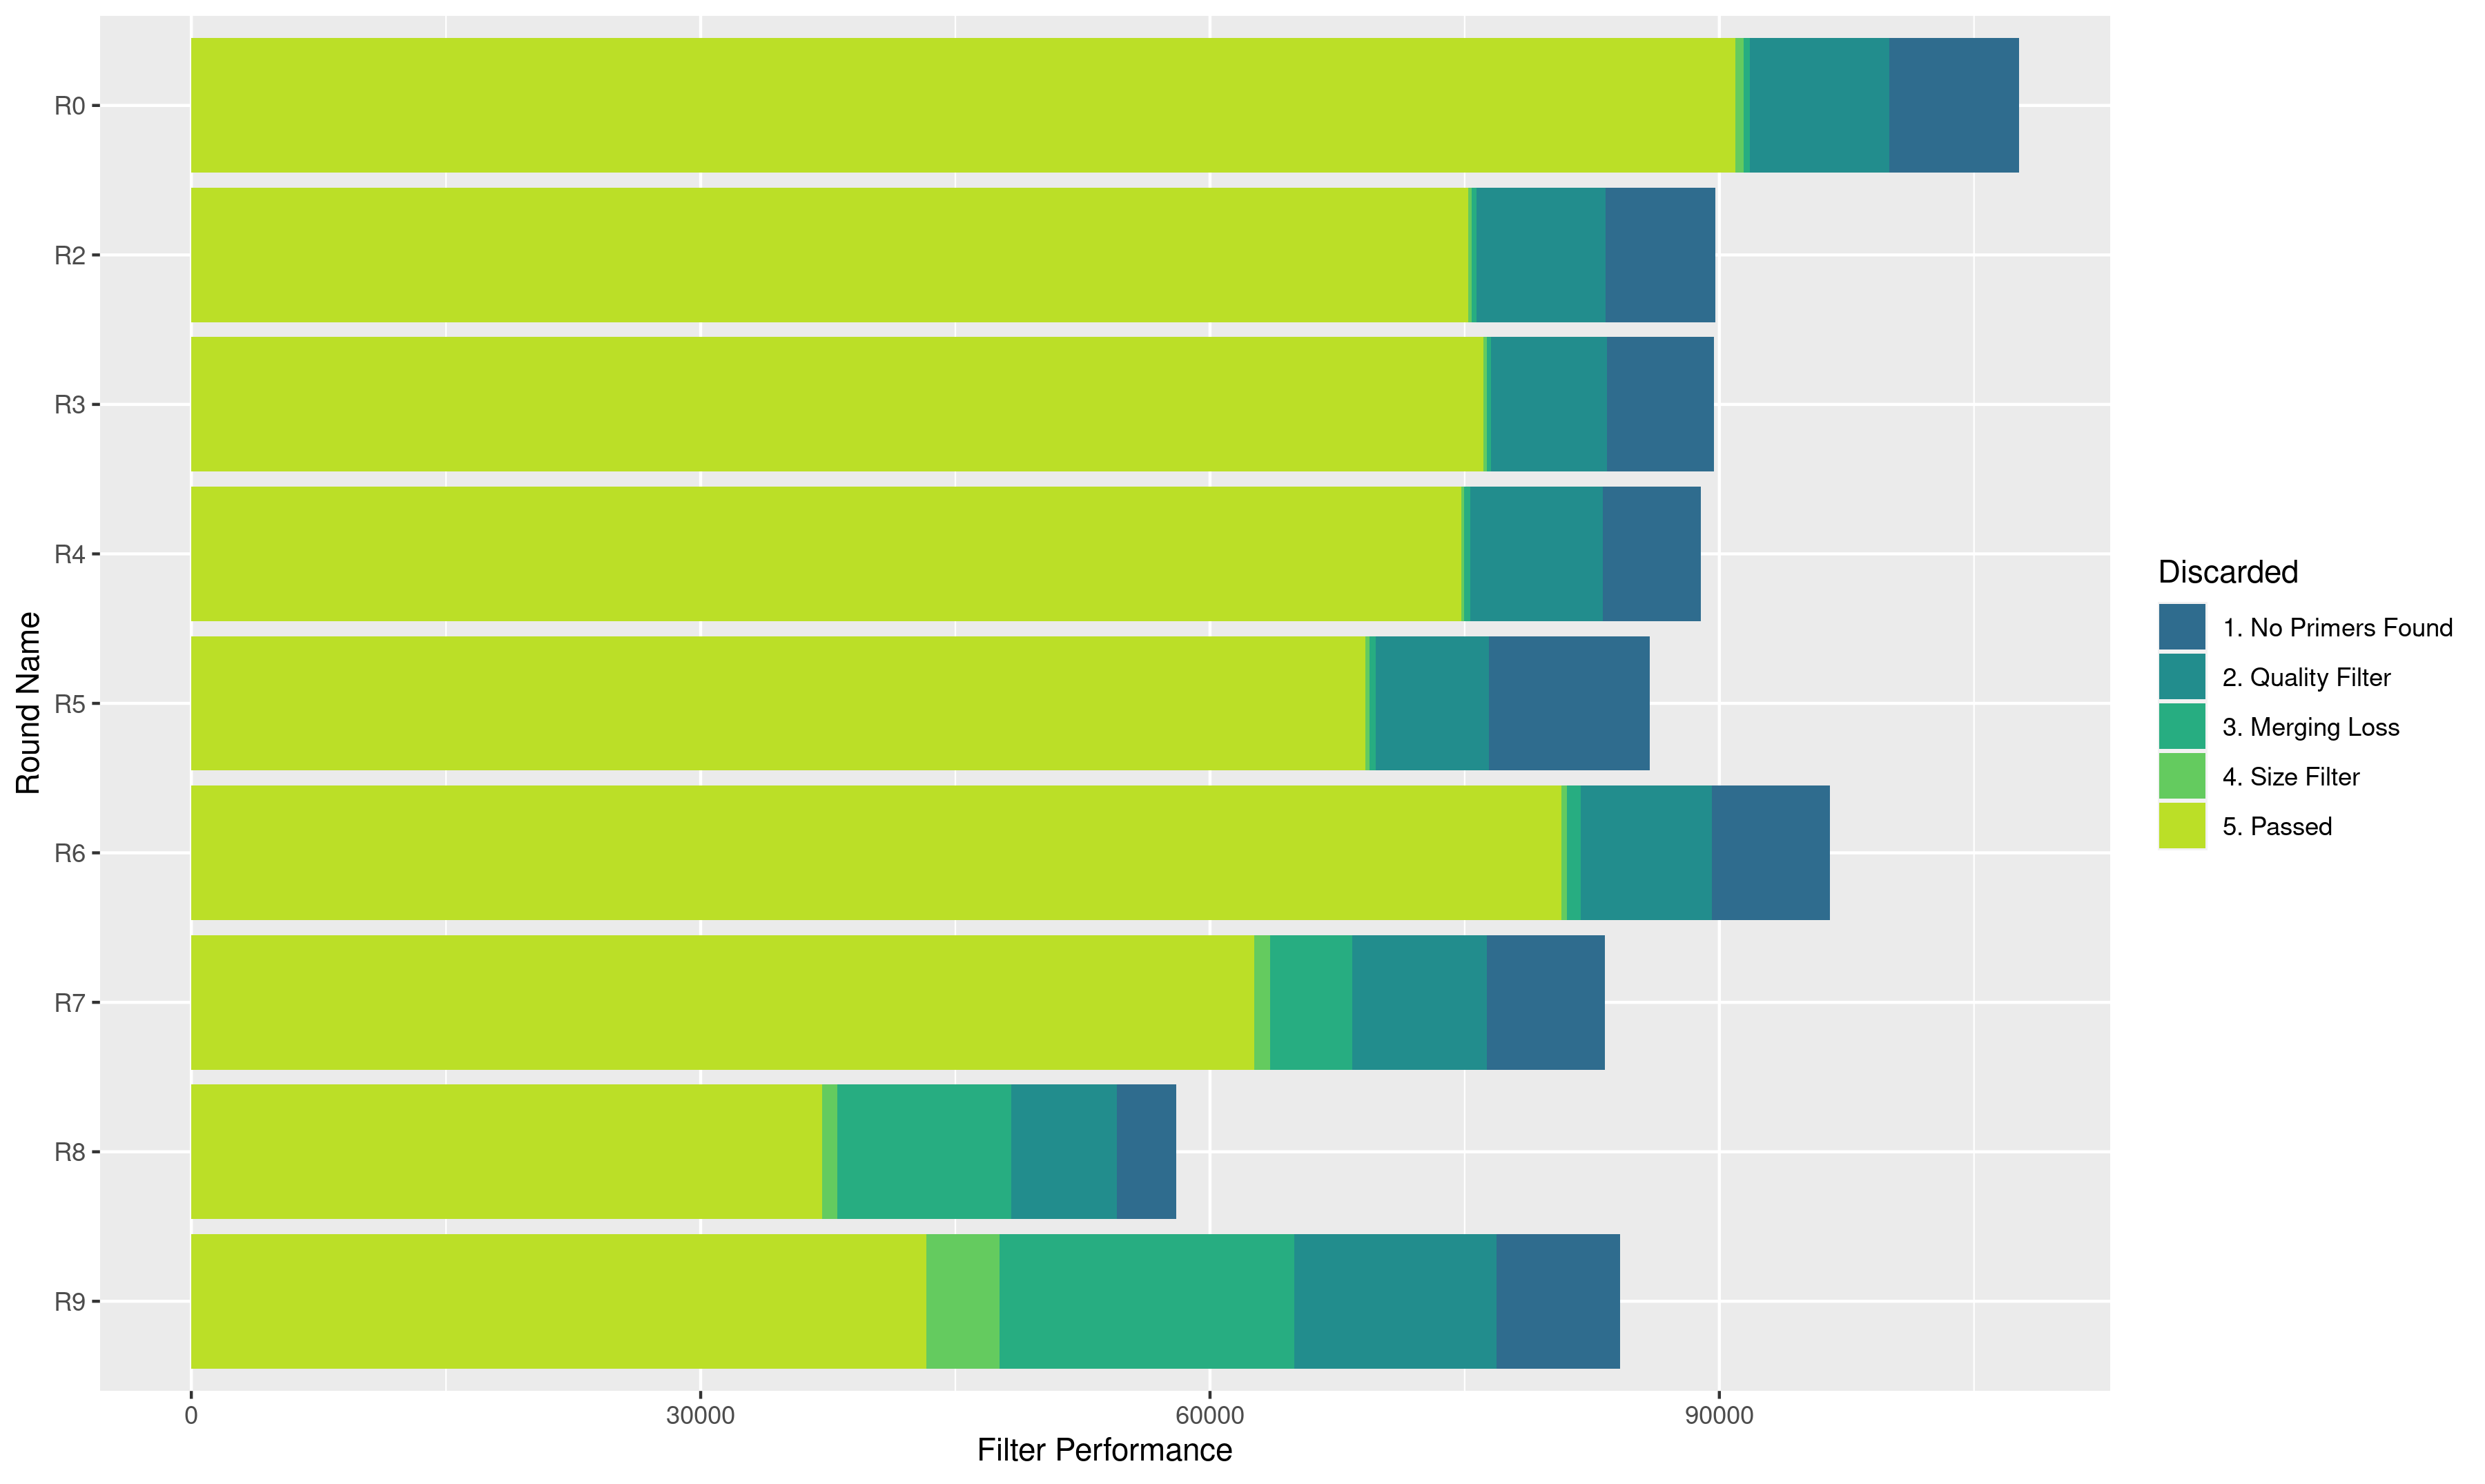 Round Name
R0
R2
R3
R4
R5
R6
R7
R8
R9
0 30000 60000 90000
Filter Performance
Discarded
1. No Primers Found
2. Quality Filter
3. Merging Loss
4. Size Filter
5. Passed